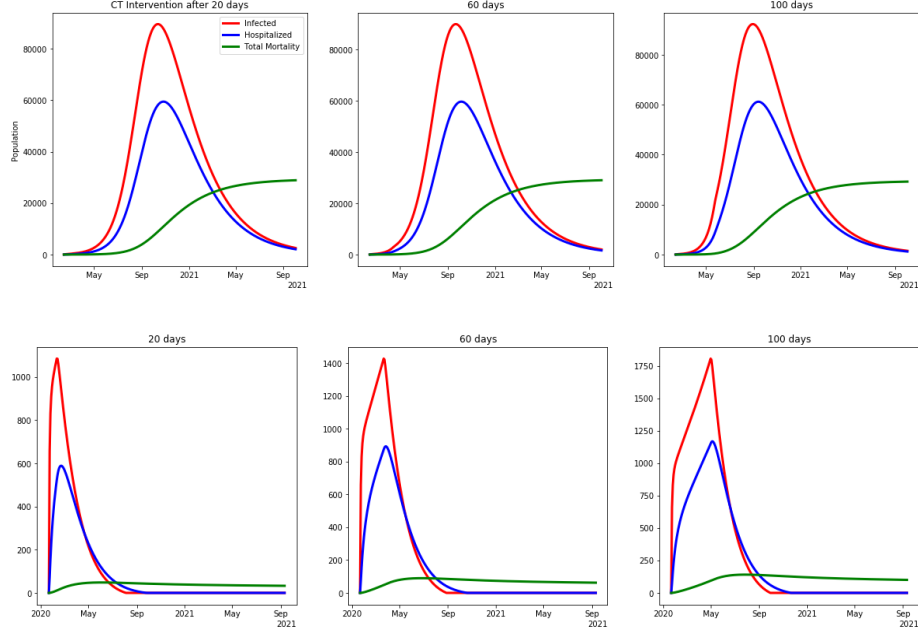 CT Intervention after 20 days
60 days
100 days
Infected
Hospitalized
Total Mortality
Population
80000
60000
40000
20000
0
May
Sep
2021
May
Sep
2021
80000
60000
40000
20000
0
May
Sep
2021
May
Sep
2021
80000
60000
40000
20000
0
May
Sep
2021
May
Sep
2021
20 days
60 days
100 days
1000
800
600
400
200
0
2020
May
Sep
2021
May
Sep
2021
1400
1200
1000
800
600
400
200
0
2020
May
Sep
2021
May
Sep
2021
1750
1500
1250
1000
750
500
250
0
2020
May
Sep
2021
May
Sep
2021